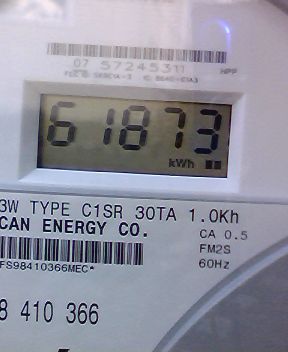 07 57245311 HPP
61873
kWh
3W TYPE C1SR 30TA 1.0Kh
CAN ENERGY CO.
CA 0.5
FM2S
FS98410366MEC*
60Hz
8 410 366